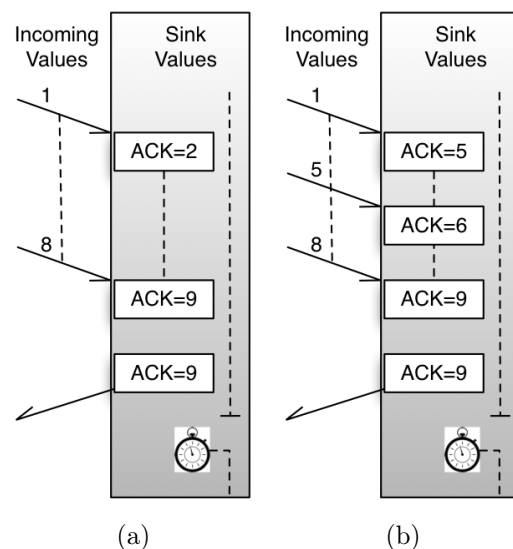 Incoming Values
Sink Values
1
ACK=2
8
ACK=9
ACK=9
(a)
Incoming Values
Sink Values
1
ACK=5
5
ACK=6
8
ACK=9
ACK=9
(b)